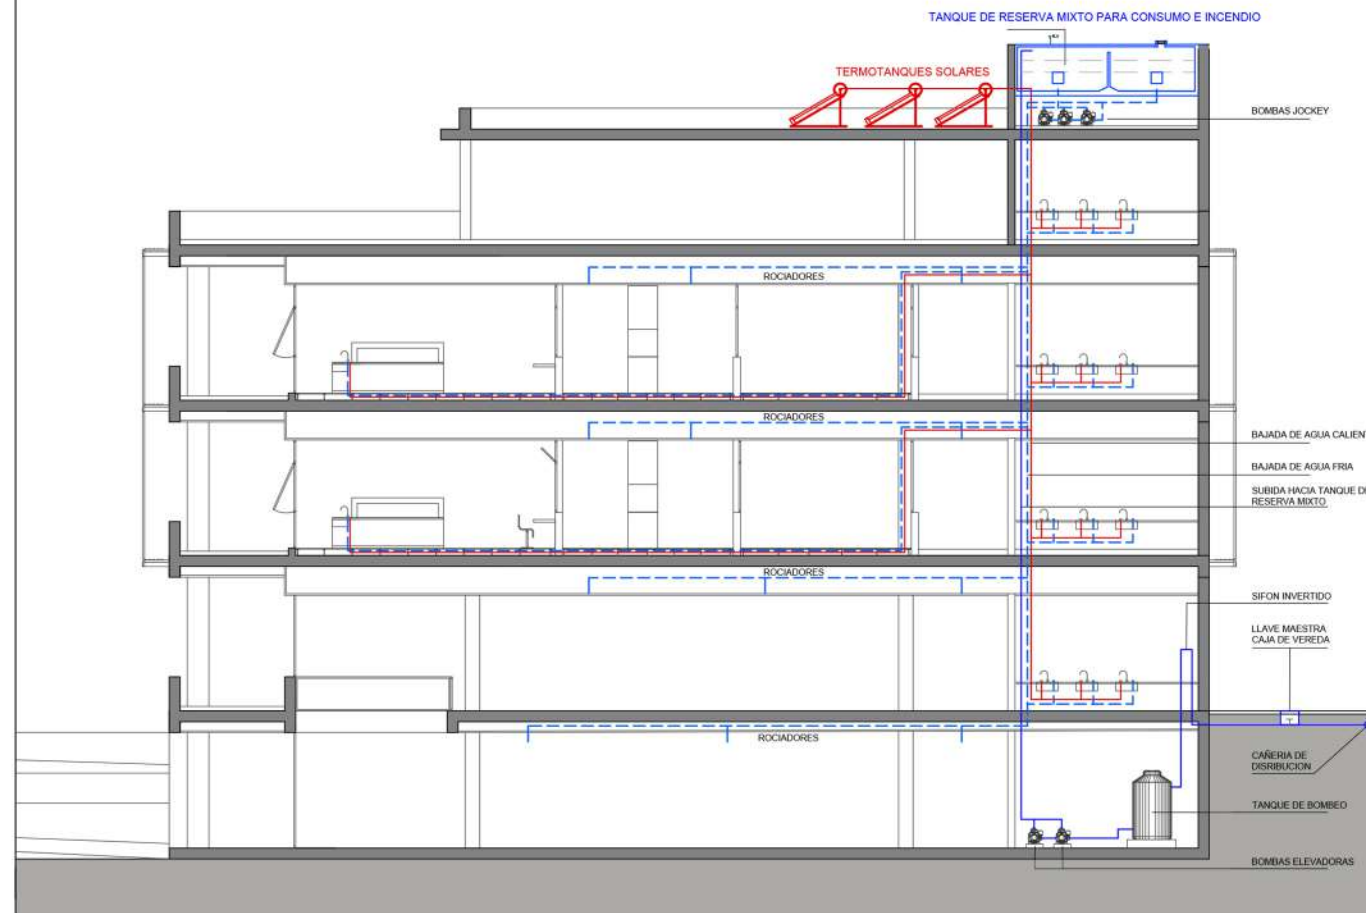 TANQUE DE RESERVA MIXTO PARA CONSUMO E INCENDIO
TERMOTANQUES SOLARES
BOMBAS JOCKEY
ROCIADORES
ROCIADORES
BAJADA DE AGUA CALIEN
BAJADA DE AGUA FRIA
SUBIDA HACIA TANQUE DE
RESERVA MIXTO
ROCIADORES
SIFON INVERTIDO
LLAVE MAESTRA
CAJA DE VEREDA
ROCIADORES
CAÑERIA DE
DISRIBUCION
TANQUE DE BOMBEO
BOMBAS ELEVADORAS